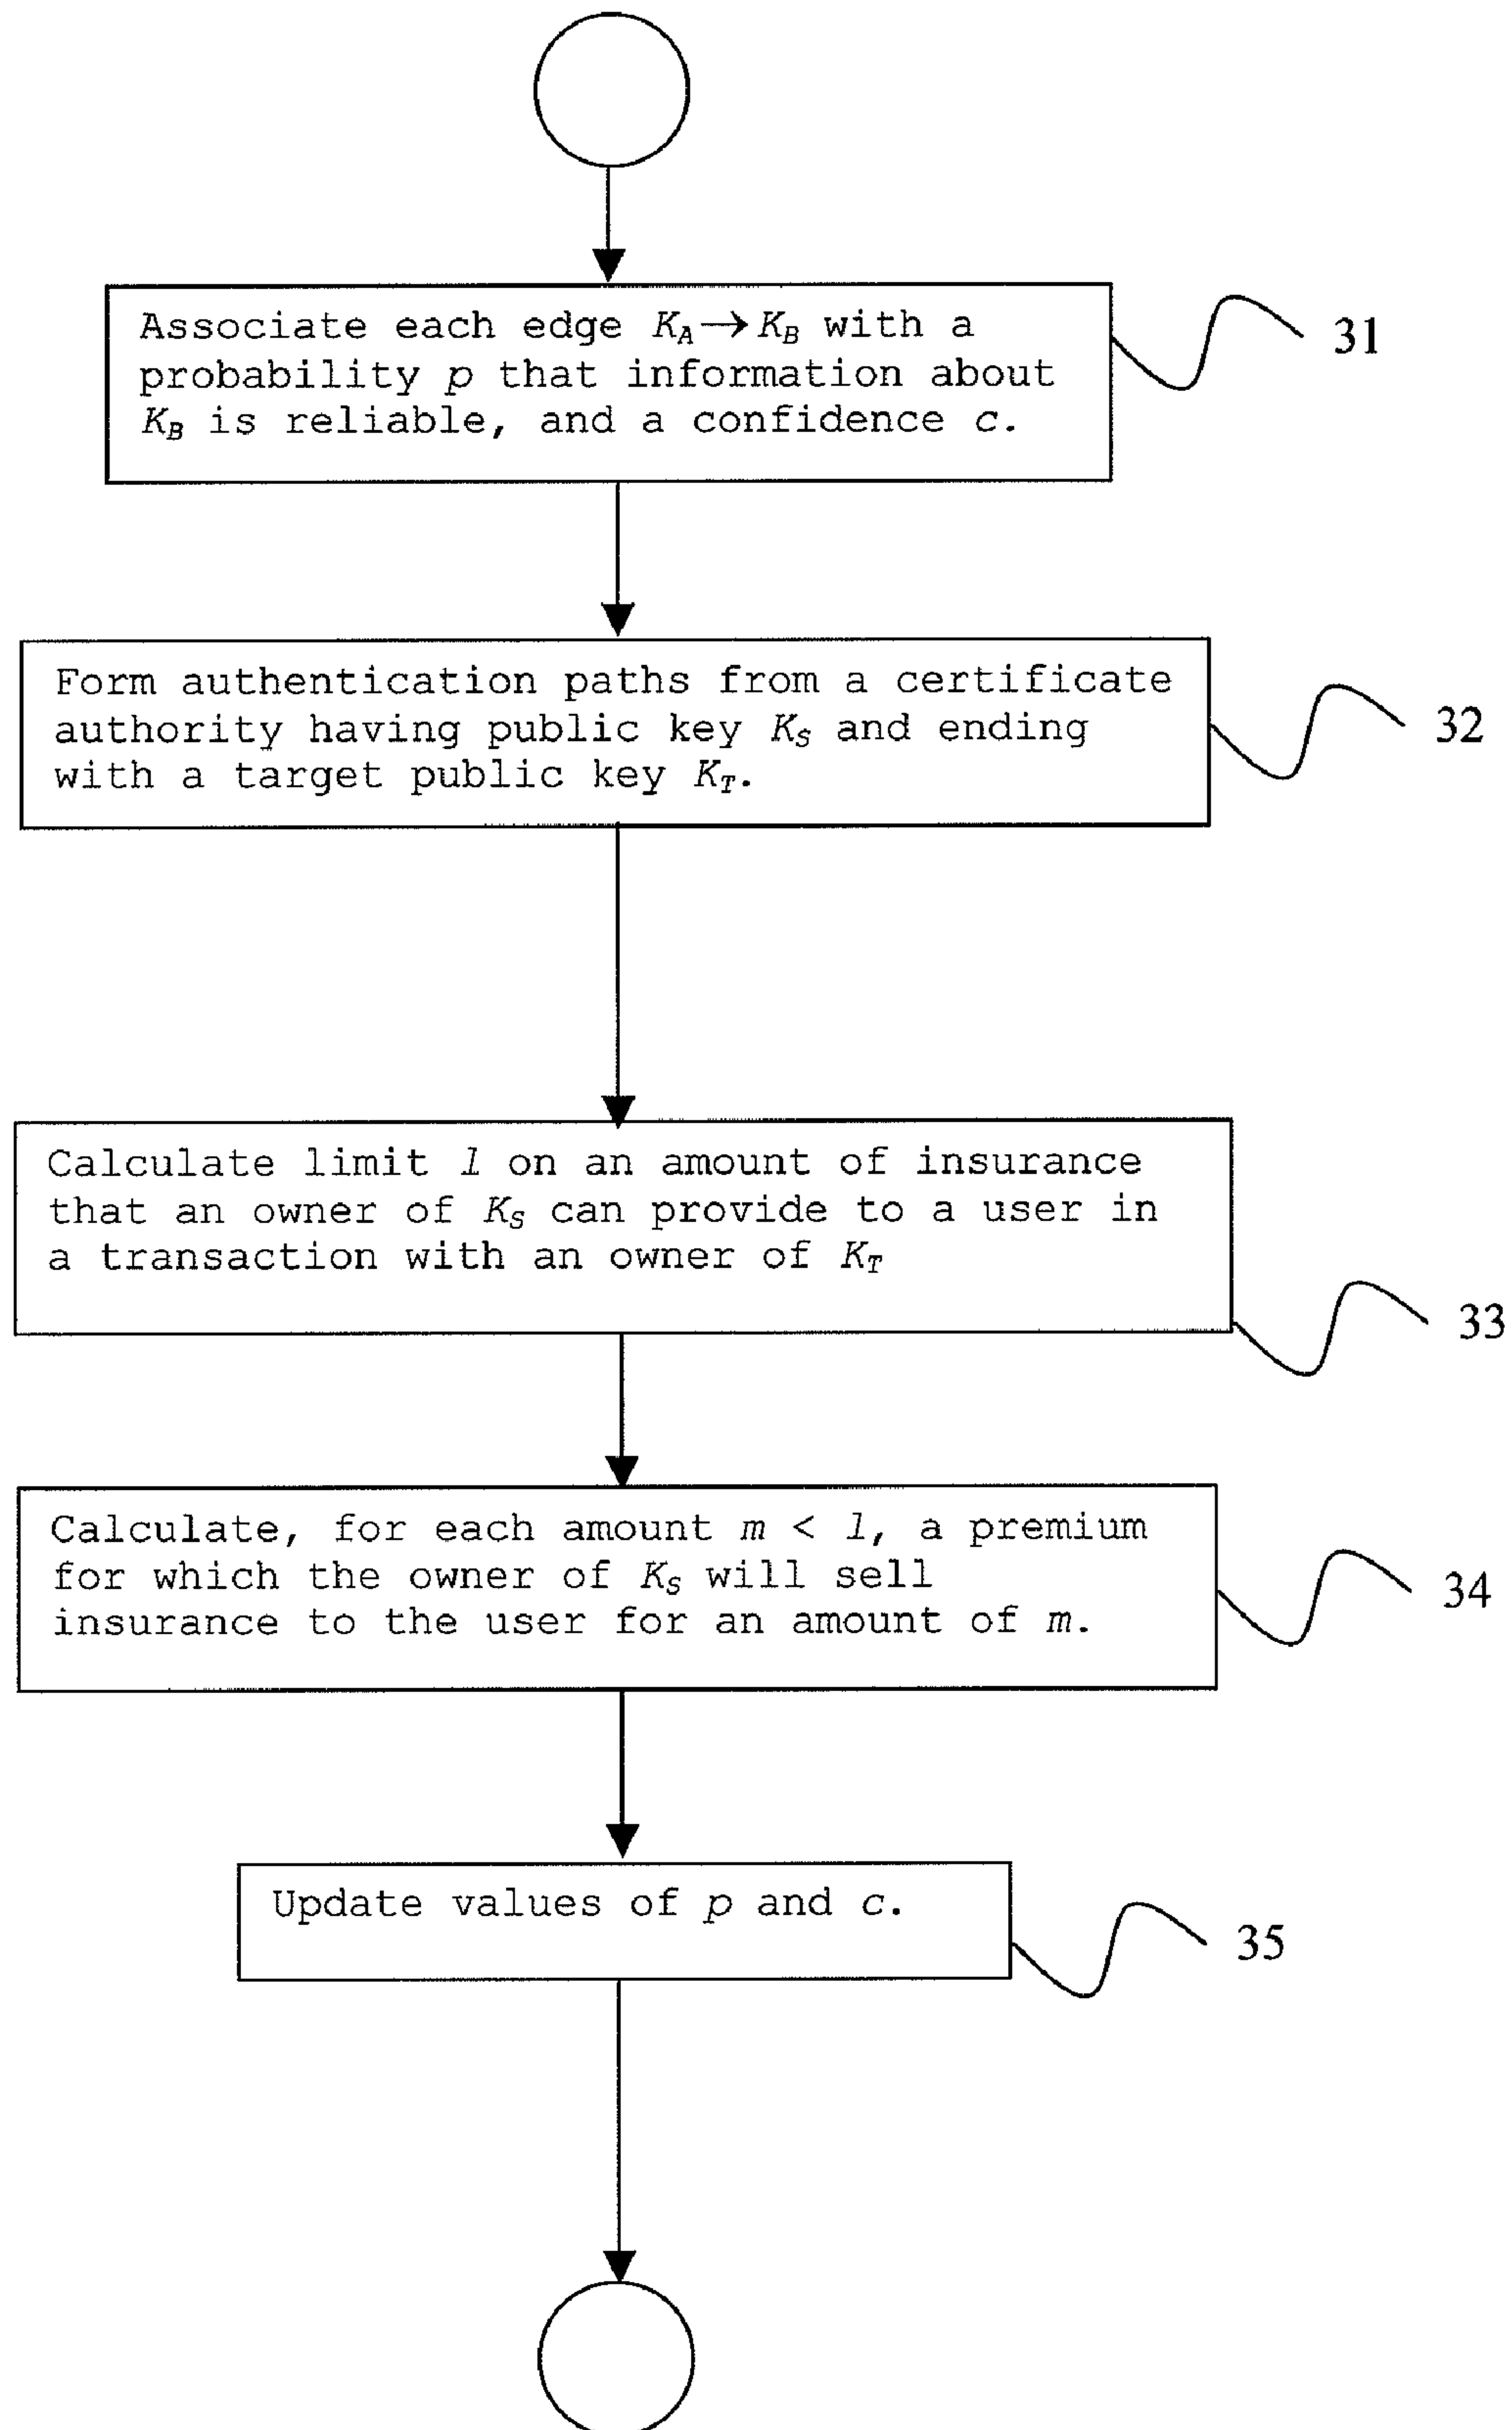 Associate each edge K_A→K_B with a
probability p that information about
K_B is reliable, and a confidence c.
31
Form authentication paths from a certificate
authority having public key K_S and ending
with a target public key K_T.
32
Calculate limit l on an amount of insurance
that an owner of K_S can provide to a user in
a transaction with an owner of K_T
33
Calculate, for each amount m < l, a premium
for which the owner of K_S will sell
insurance to the user for an amount of m.
34
Update values of p and c.
35